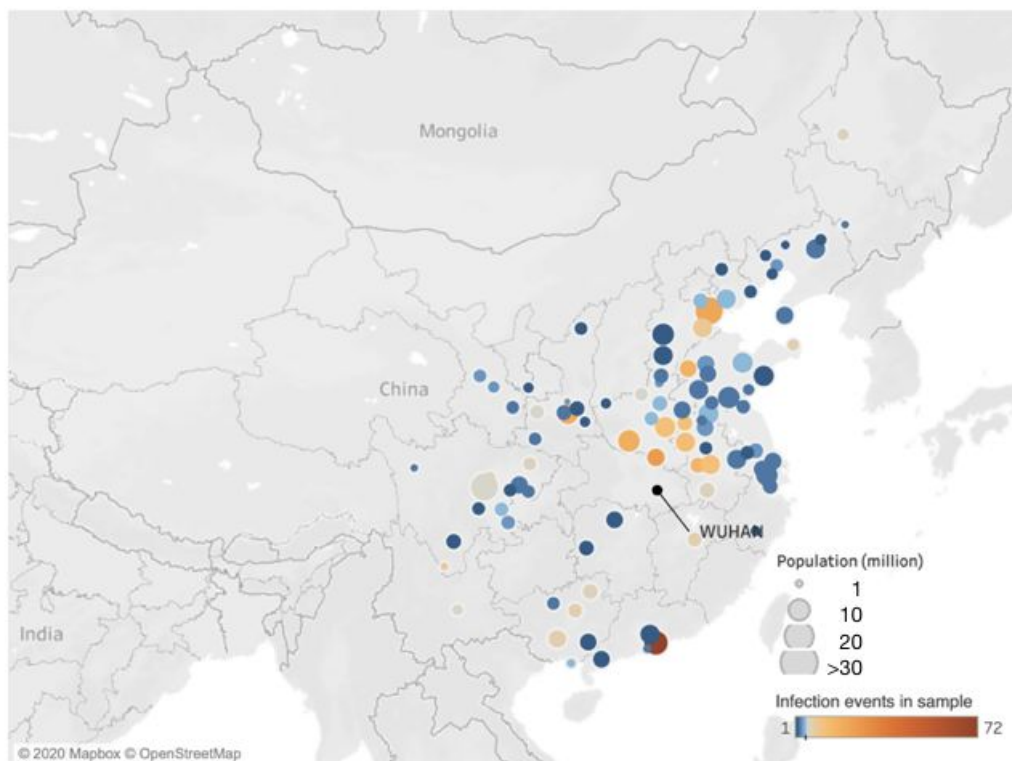 Mongolia
China
WUHAN
India
Population (million)
1
10
20
>30
Infection events in sample
1 72
© 2020 Mapbox © OpenStreetMap